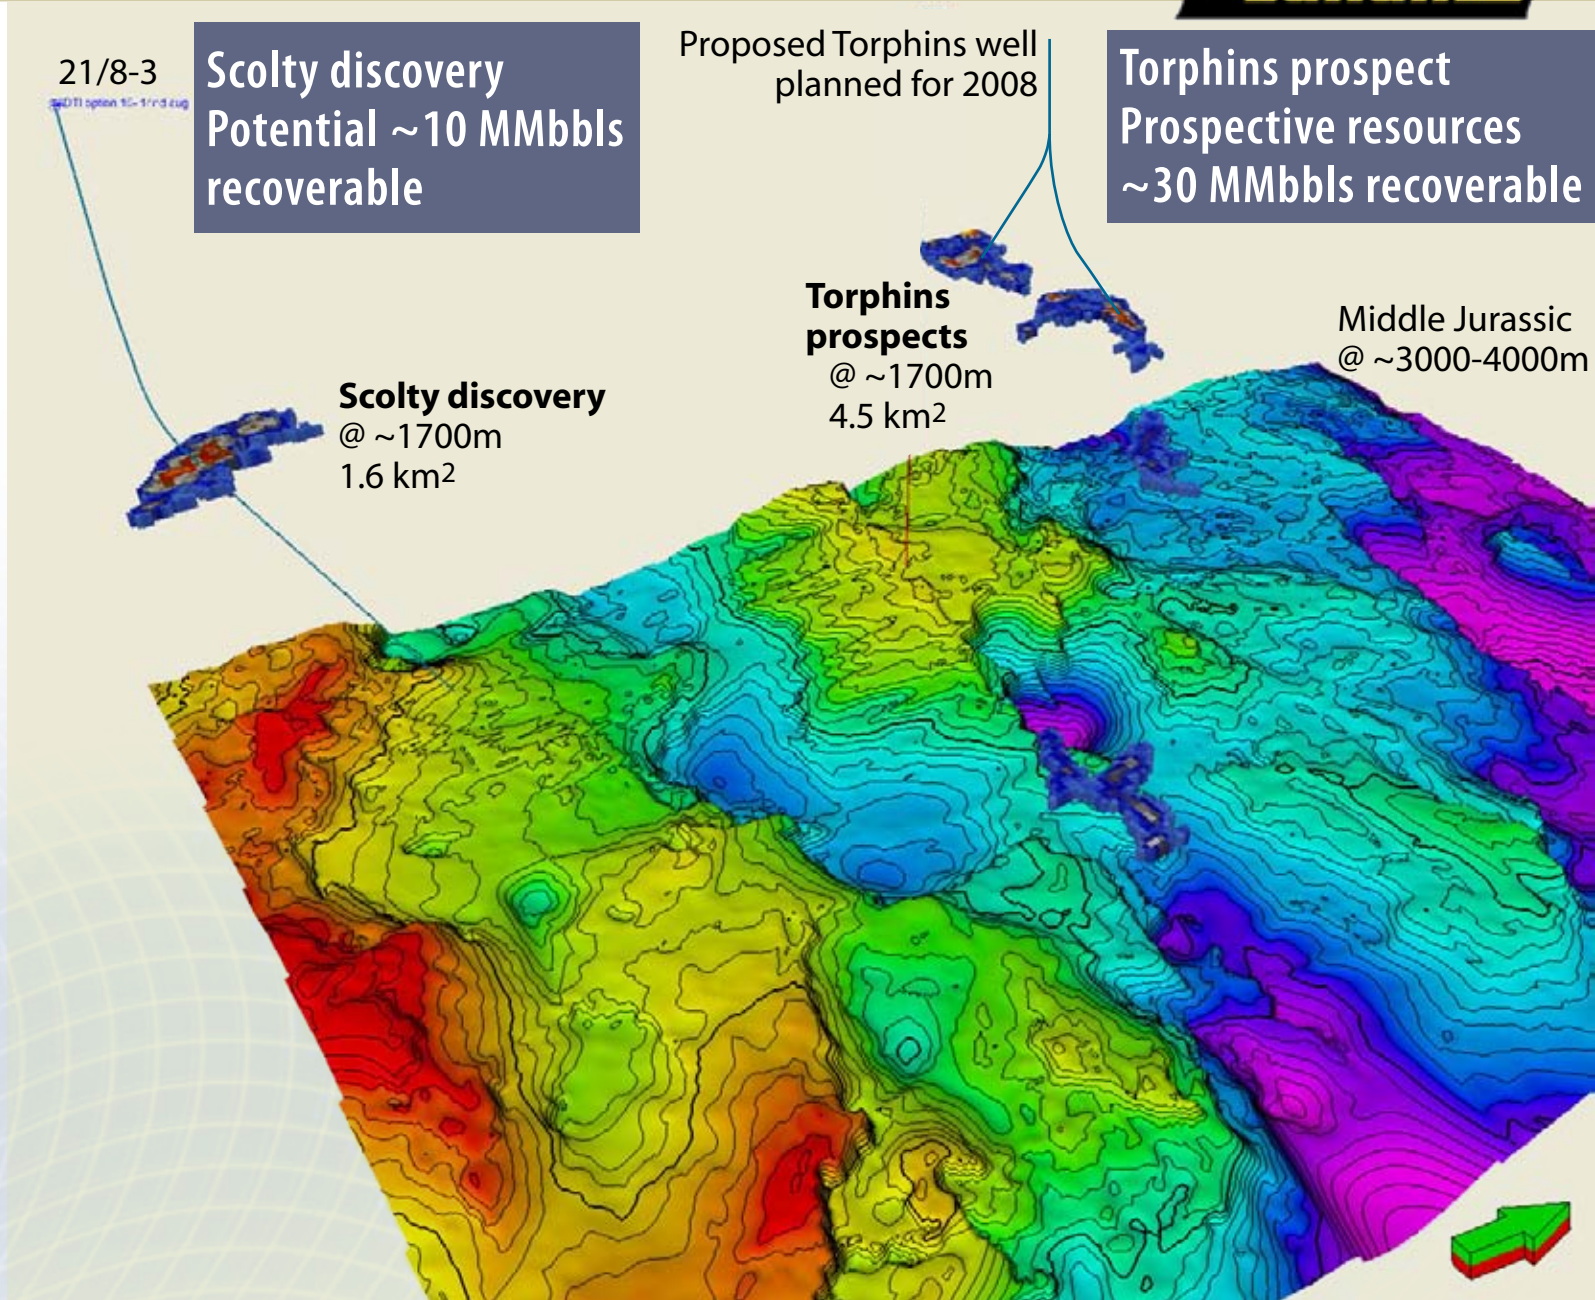 21/8-3
Scolty discovery
Potential ~10 MMbbls
recoverable
Proposed Torphins well
planned for 2008
Torphins prospect
Prospective resources
~30 MMbbls recoverable
Torphins
prospects
@ ~1700m
4.5 km2
Middle Jurassic
@ ~3000-4000m
Scolty discovery
@ ~1700m
1.6 km2